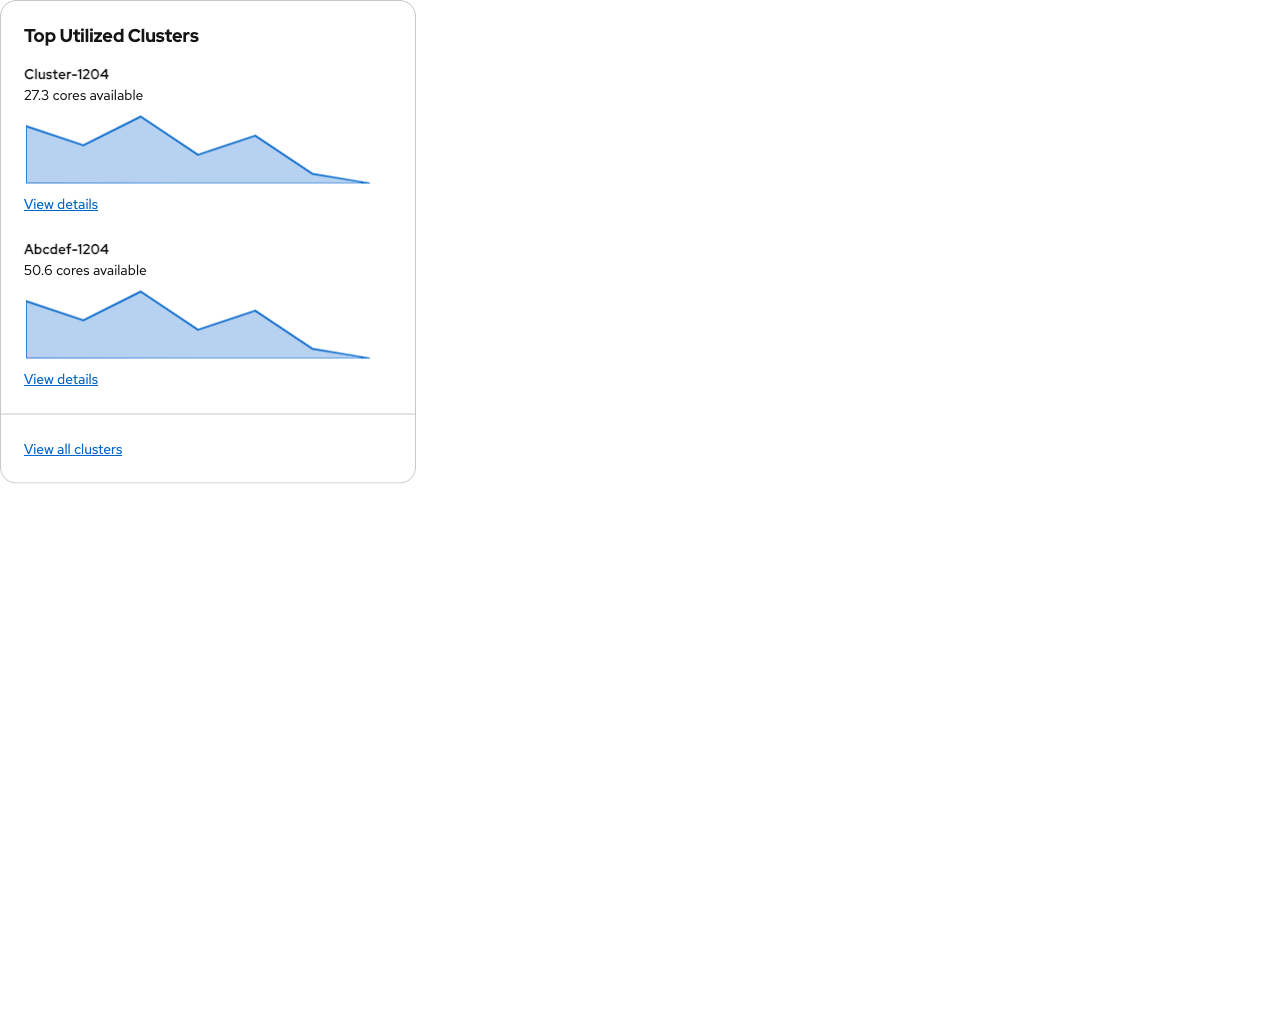 Top Utilized Clusters
Cluster-1204
27.3 cores available
View details
Abcdef-1204
50.6 cores available
View details
View all clusters